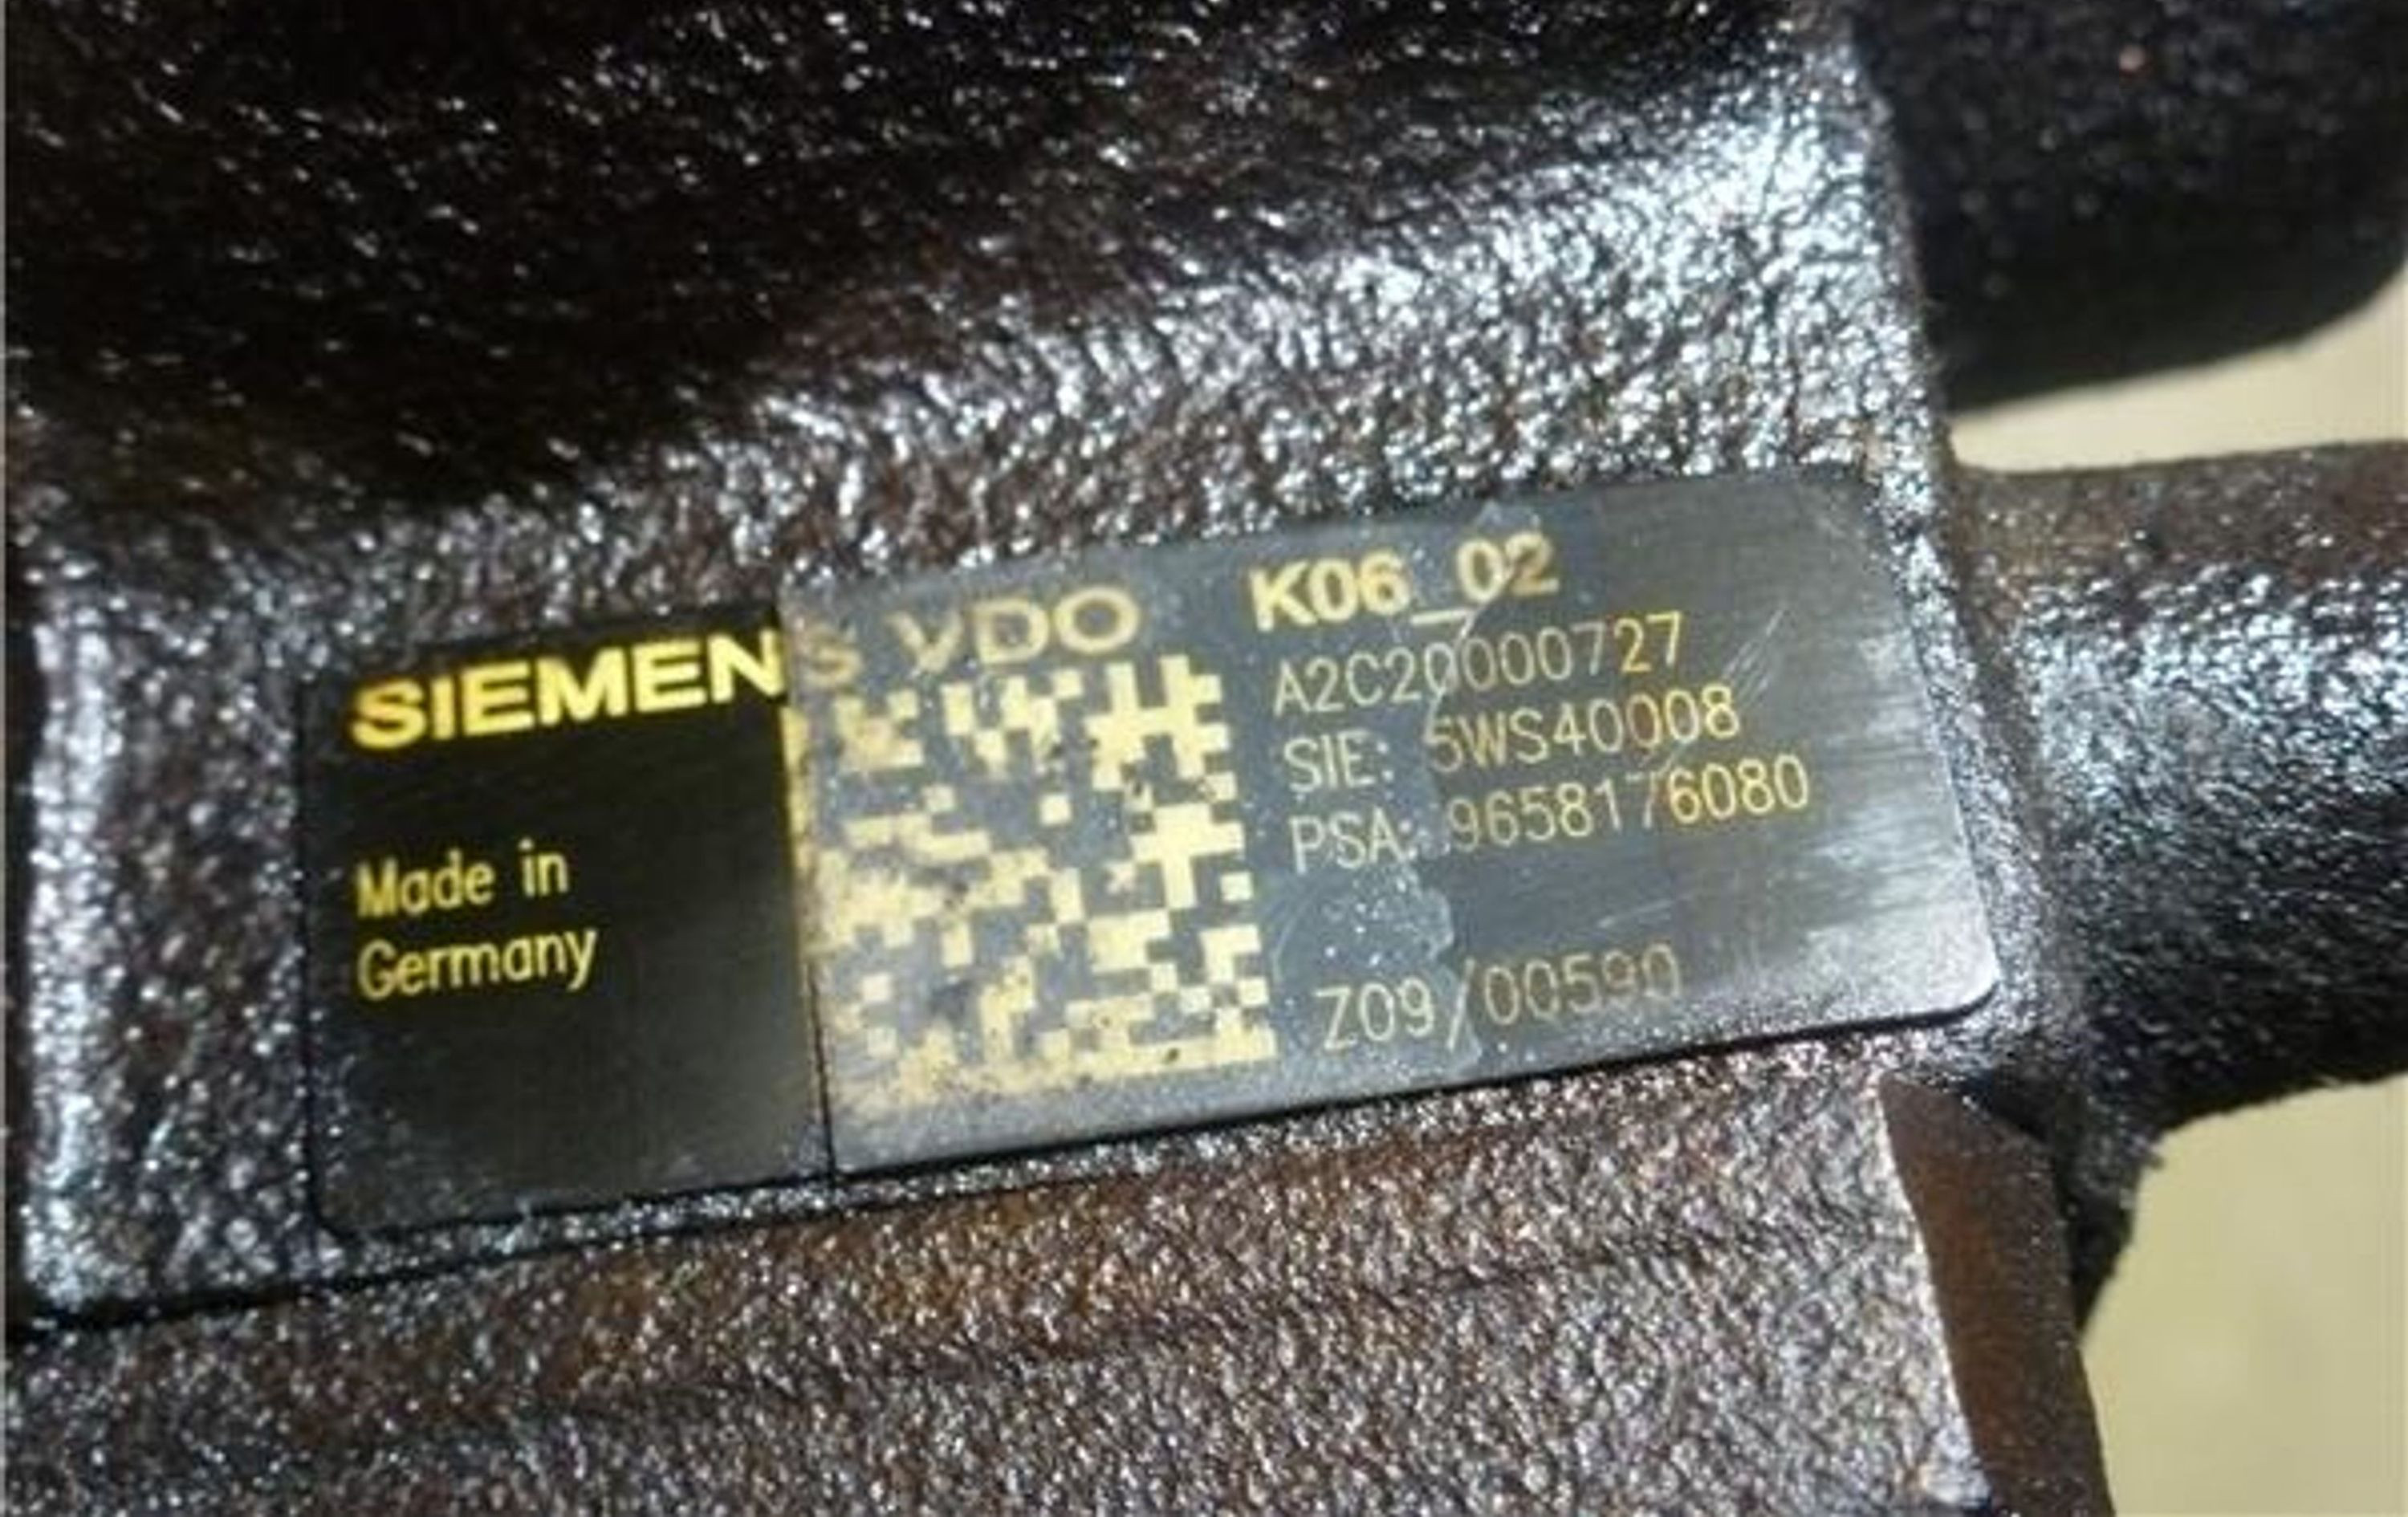 SIEMENS VDO
K06_02
A2C20000727
SIE: 5WS40008
PSA: 9658176080
Made in
Germany
Z09/00590